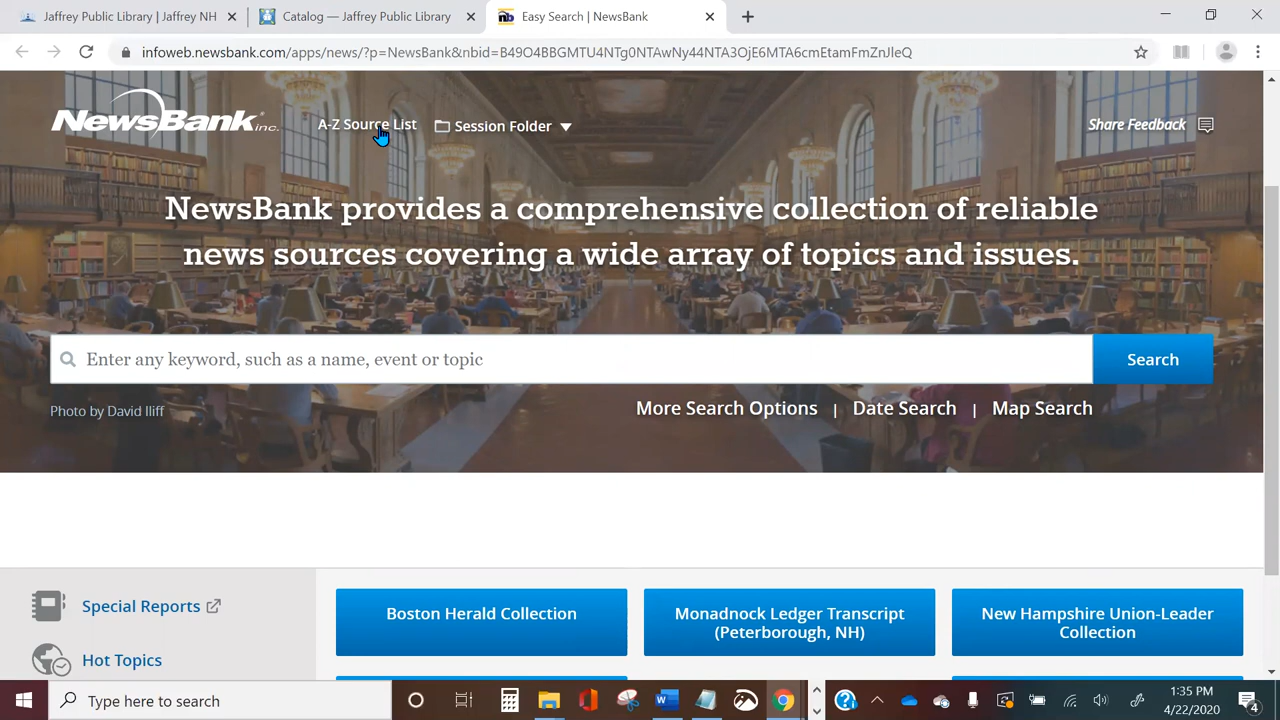 Jaffrey Public Library | Jaffrey NH
Catalog — Jaffrey Public Library
Easy Search | NewsBank
infoweb.newsbank.com/apps/news/?p=NewsBank&nbid=B49O4BBGMTU4NTg0NTAwNy44NTA3OjE6MTA6cmEtamFmZnJleQ
NewsBank inc.
A-Z Source List
Session Folder
Share Feedback
NewsBank provides a comprehensive collection of reliable
news sources covering a wide array of topics and issues.
Enter any keyword, such as a name, event or topic
Search
Photo by David Iliff
More Search Options | Date Search | Map Search
Special Reports
Hot Topics
Boston Herald Collection
Monadnock Ledger Transcript
(Peterborough, NH)
New Hampshire Union-Leader
Collection
Type here to search
1:35 PM
4/22/2020
4